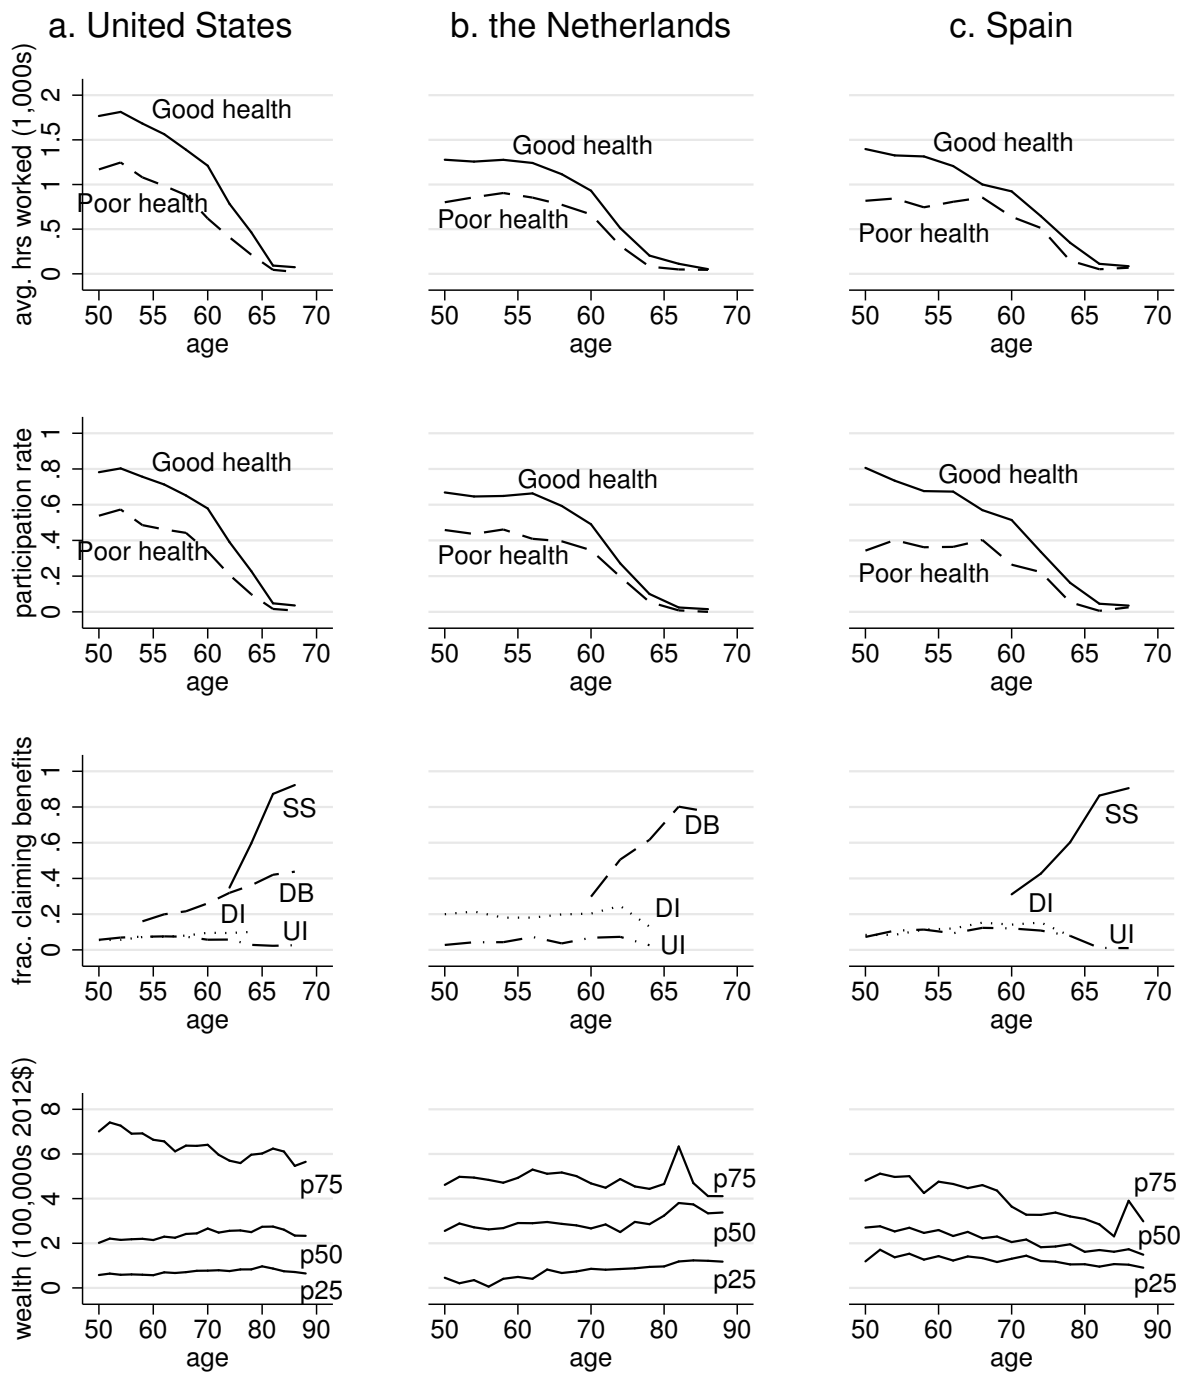 a. United States
b. the Netherlands
c. Spain
avg. hrs worked (1,000s)
0 .5 1 1.5 2
Good health
Poor health
50 55 60 65 70
age
Good health
Poor health
50 55 60 65 70
age
Good health
Poor health
50 55 60 65 70
age
participation rate
0 .2 .4 .6 .8 1
Good health
Poor health
50 55 60 65 70
age
Good health
Poor health
50 55 60 65 70
age
Good health
Poor health
50 55 60 65 70
age
frac. claiming benefits
0 .2 .4 .6 .8 1
SS
DB
DI
UI
50 55 60 65 70
age
DB
DI
UI
50 55 60 65 70
age
SS
DI
UI
50 55 60 65 70
age
wealth (100,000s 2012$)
0 2 4 6 8
p75
p50
p25
50 60 70 80 90
age
p75
p50
p25
50 60 70 80 90
age
p75
p50
p25
50 60 70 80 90
age